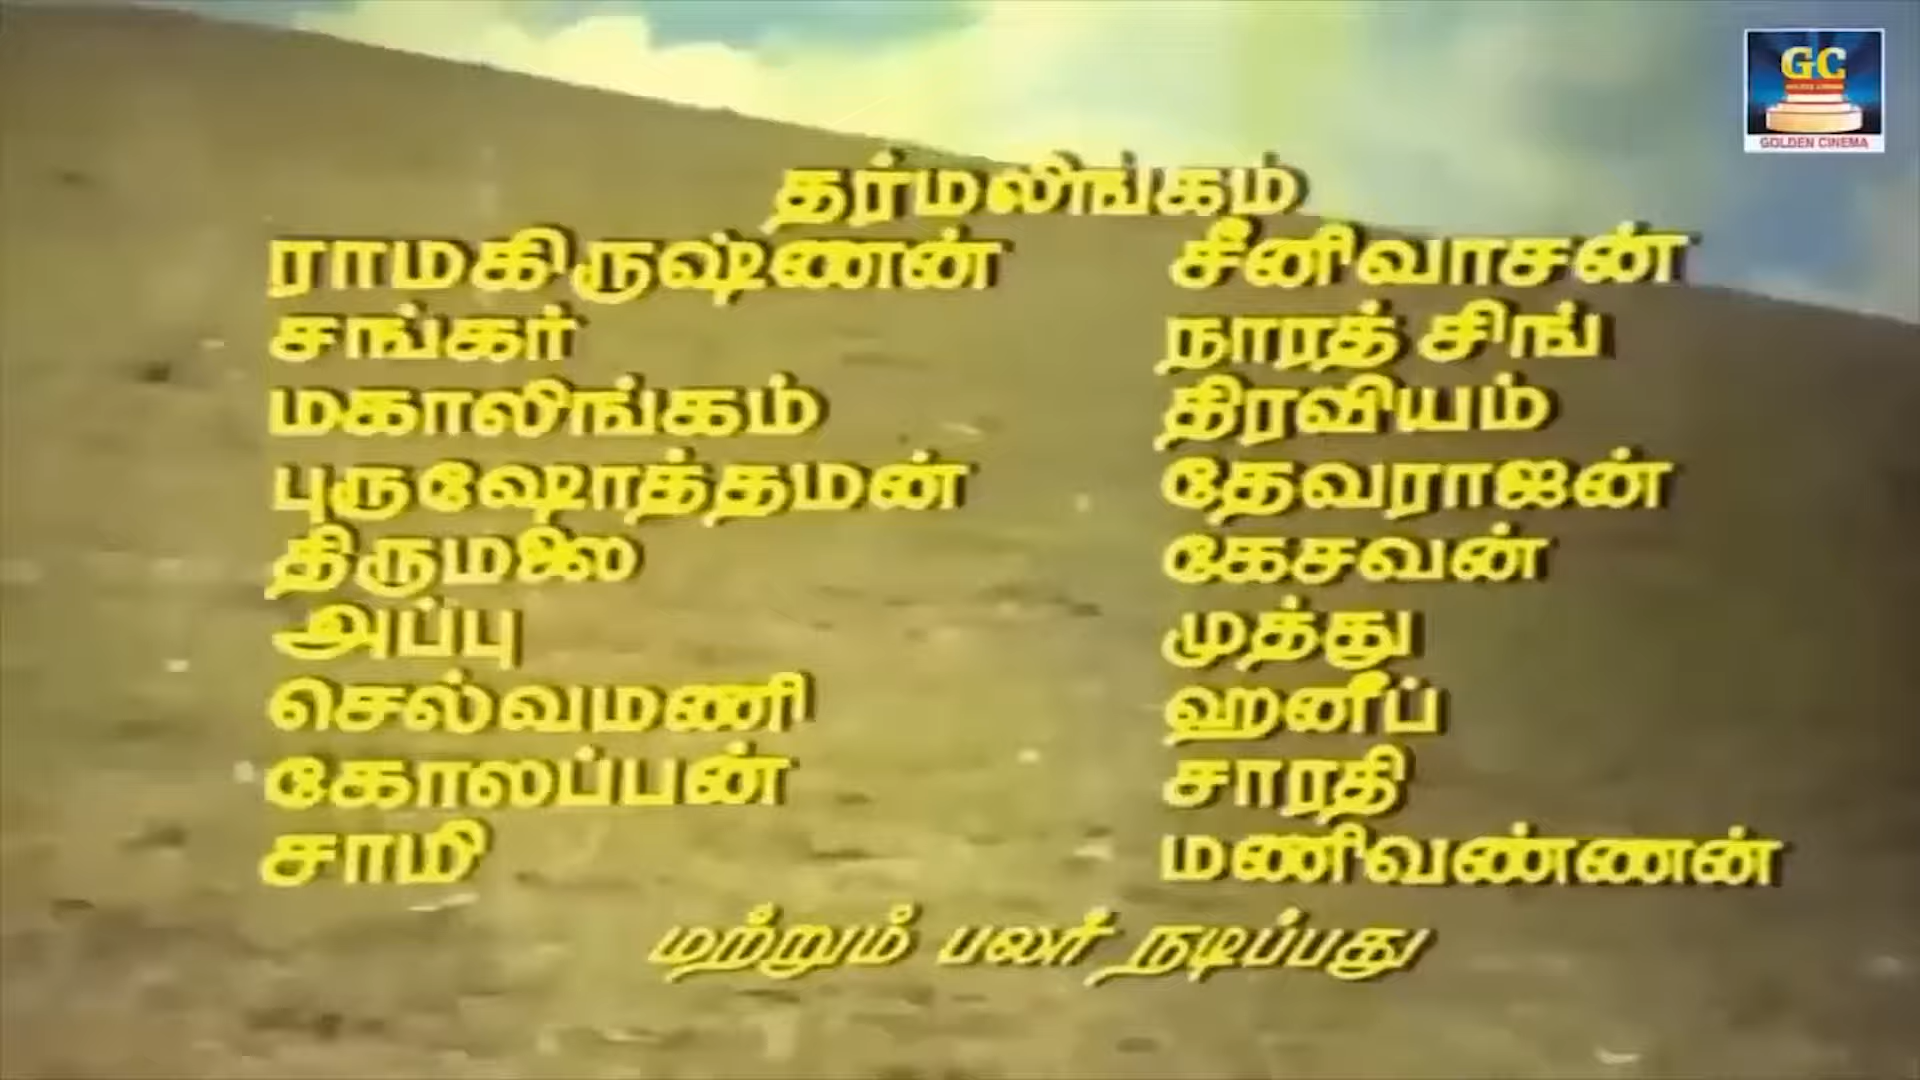 GC
GOLDEN CINEMA
தர்மலிங்கம்
ராமகிருஷ்ணன் சீனிவாசன்
சங்கர் நாரத் சிங்
மகாலிங்கம் திரவியம்
புருஷோத்தமன் தேவராஜன்
திருமலை கேசவன்
அப்பு முத்து
செல்வமணி ஹனீப்
கோலப்பன் சாரதி
சாமி மணிவண்ணன்
மற்றும் பலர் நடிப்பது